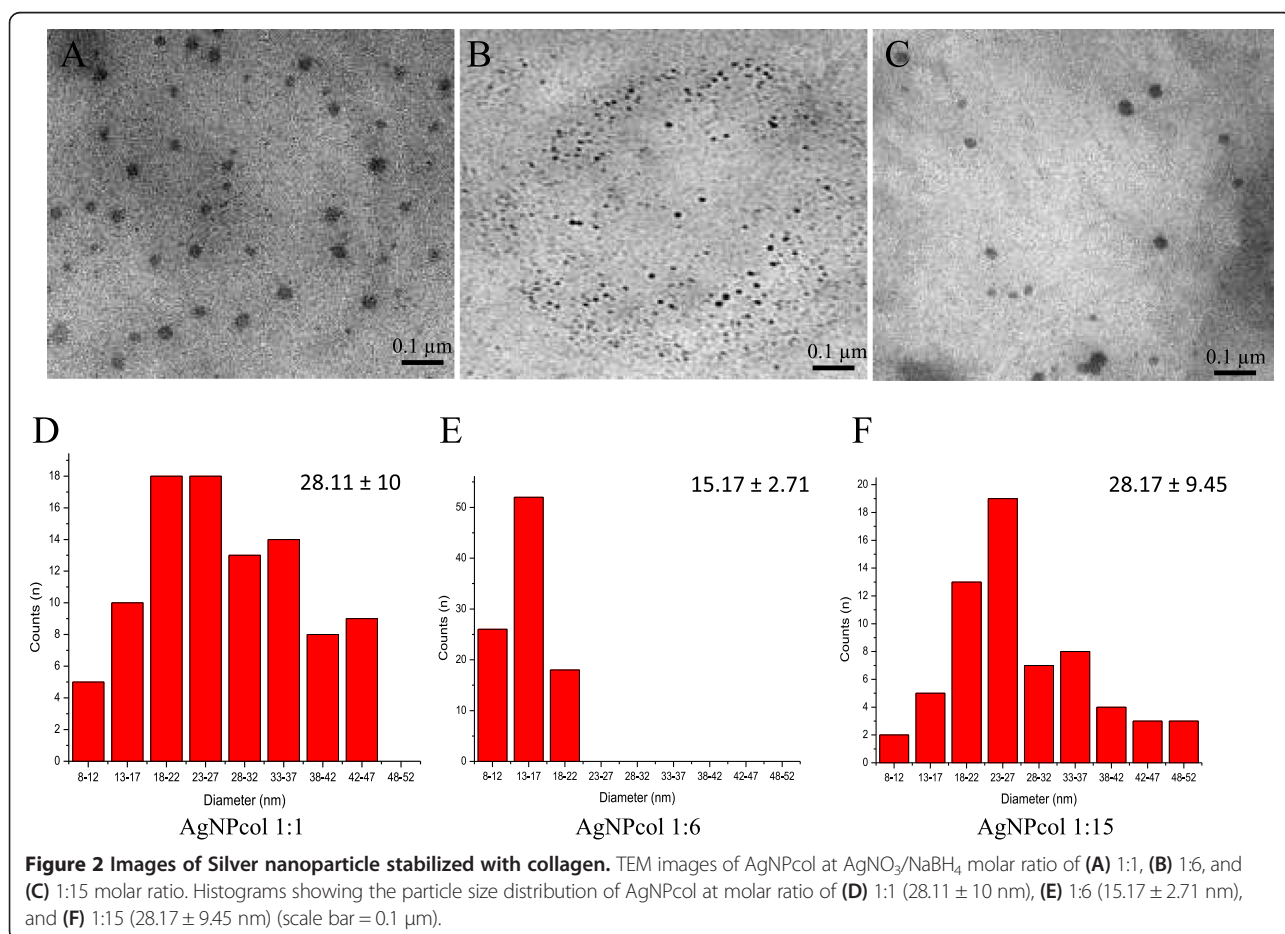 A
B
C
0.1 µm
0.1 µm
0.1 µm
D
E
F
28.11 ± 10
15.17 ± 2.71
28.17 ± 9.45
Counts (n)
18
16
14
12
10
8
6
4
2
0
8-12 13-17 18-22 23-27 28-32 33-37 38-42 42-47 48-52
Diameter (nm)
AgNPcol 1:1
Counts (n)
50
40
30
20
10
0
8-12 13-17 18-22 23-27 28-32 33-37 38-42 42-47 48-52
Diameter (nm)
AgNPcol 1:6
Counts (n)
20
18
16
14
12
10
8
6
4
2
0
8-12 13-17 18-22 23-27 28-32 33-37 38-42 42-47 48-52
Diameter (nm)
AgNPcol 1:15
Figure 2 Images of Silver nanoparticle stabilized with collagen. TEM images of AgNPcol at AgNO₃/NaBH₄ molar ratio of (A) 1:1, (B) 1:6, and
(C) 1:15 molar ratio. Histograms showing the particle size distribution of AgNPcol at molar ratio of (D) 1:1 (28.11 ± 10 nm), (E) 1:6 (15.17 ± 2.71 nm),
and (F) 1:15 (28.17 ± 9.45 nm) (scale bar = 0.1 µm).